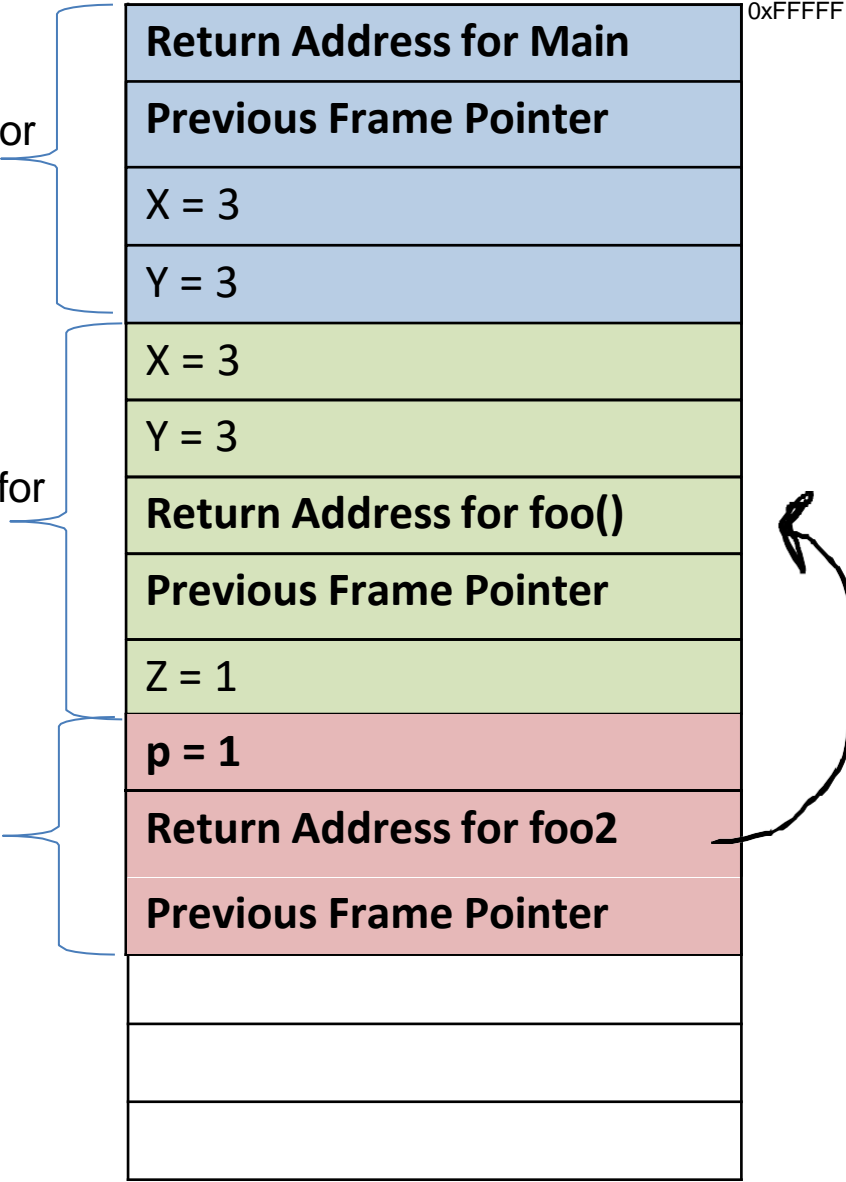 0xFFFFF
Return Address for Main
Previous Frame Pointer
or
X = 3
Y = 3
X = 3
Y = 3
for
Return Address for foo()
Previous Frame Pointer
Z = 1
p = 1
Return Address for foo2
Previous Frame Pointer